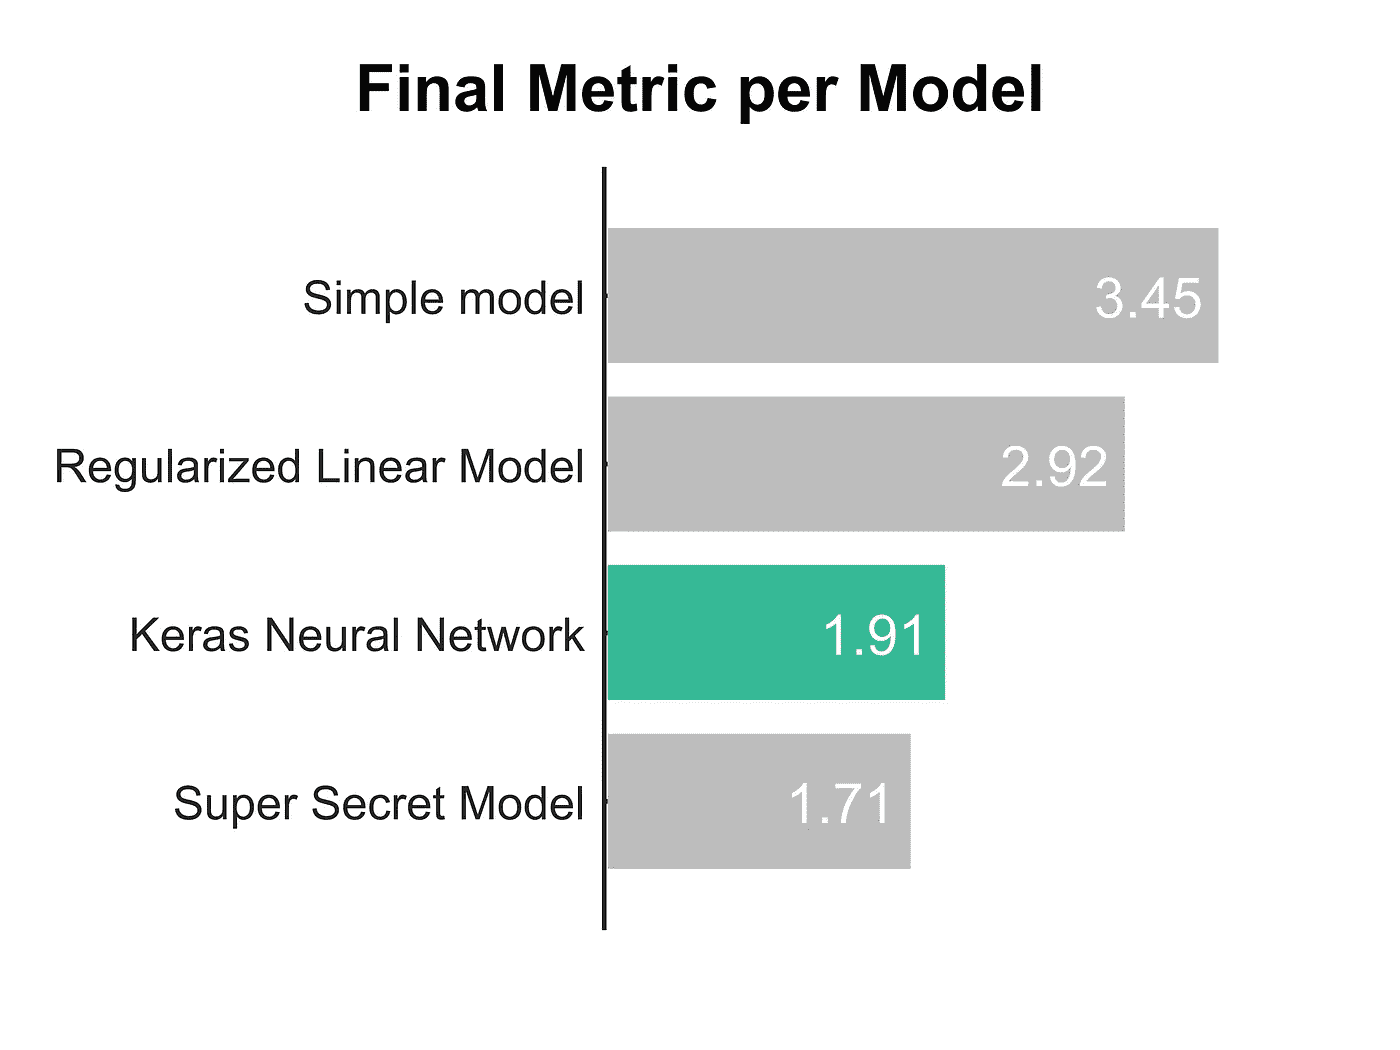 Final Metric per Model
Simple model 3.45
Regularized Linear Model 2.92
Keras Neural Network 1.91
Super Secret Model 1.71